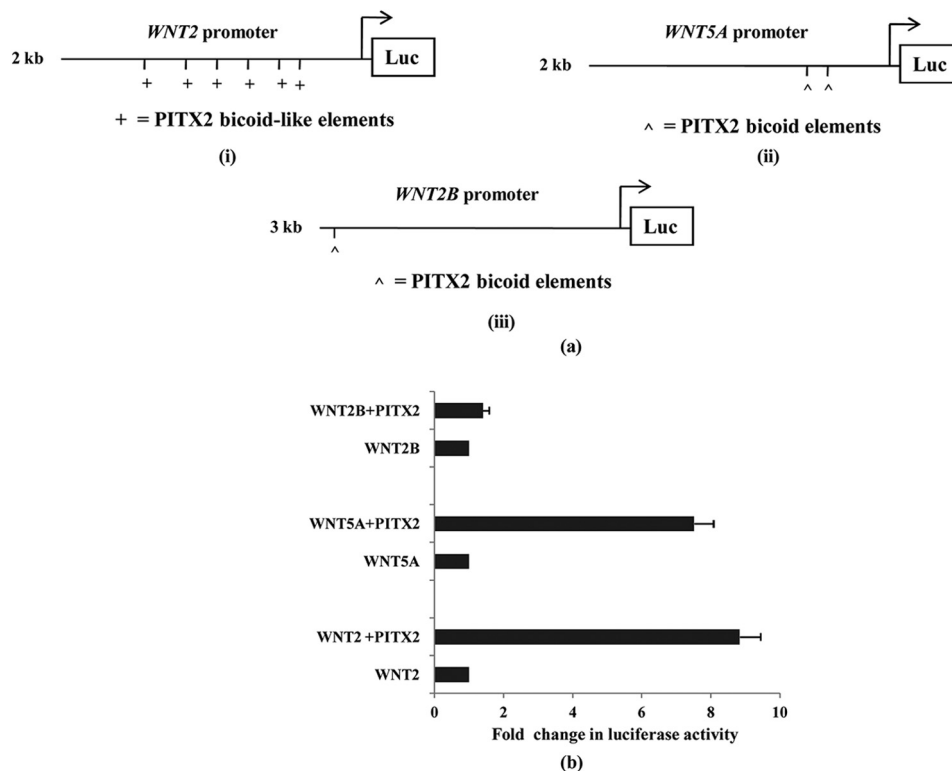 WNT2 promoter
2 kb
Luc
+ + + + + +
+ = PITX2 bicoid-like elements
(i)
WNT5A promoter
2 kb
Luc
^ ^
^ = PITX2 bicoid elements
(ii)
WNT2B promoter
3 kb
Luc
^
^ = PITX2 bicoid elements
(iii)
(a)
WNT2B+PITX2
WNT2B
WNT5A+PITX2
WNT5A
WNT2 +PITX2
WNT2
0 2 4 6 8 10
Fold change in luciferase activity
(b)